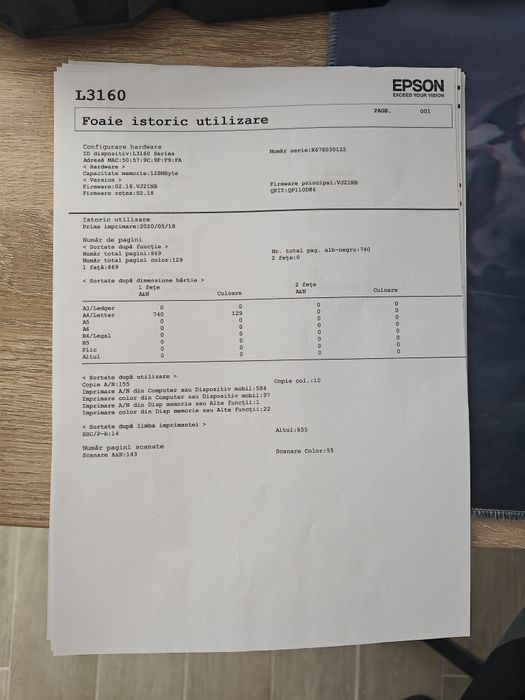 L3160
EPSON
EXCEED YOUR VISION
PAGE. 001
Foaie istoric utilizare
Configurare hardware
ID dispozitiv:L3160 Series Număr serie:X67E030122
Adresă MAC:50:57:9C:9F:F9:FA
< Hardware >
Capacitate memorie:128MByte
< Version >
Firmware:02.18.VJ21NB Firmware principal:VJ21NB
Firmware rețea:02.18 QPIT:QP110D86
Istoric utilizare
Prima imprimare:2020/05/18
Număr de pagini
< Sortate după funcție >
Număr total pagini:869 Nr. total pag. alb-negru:740
Număr total pagini color:129 2 fețe:0
1 față:869
< Sortate după dimensiune hârtie >
1 fețe 2 fețe
A&N Culoare A&N Culoare
A3/Ledger 0 0 0 0
A4/Letter 740 129 0 0
A5 0 0 0 0
A6 0 0 0 0
B4/Legal 0 0 0 0
B5 0 0 0 0
Plic 0 0 0 0
Altul 0 0 0 0
< Sortate după utilizare >
Copie A/N:155 Copie col.:10
Imprimare A/N din Computer sau Dispozitiv mobil:584
Imprimare color din Computer sau Dispozitiv mobil:97
Imprimare A/N din Disp memorie sau Alte funcții:1
Imprimare color din Disp memorie sau Alte funcții:22
< Sortate după limba imprimantei >
ESC/P-R:14 Altul:855
Număr pagini scanate
Scanare A&N:143 Scanare Color:55